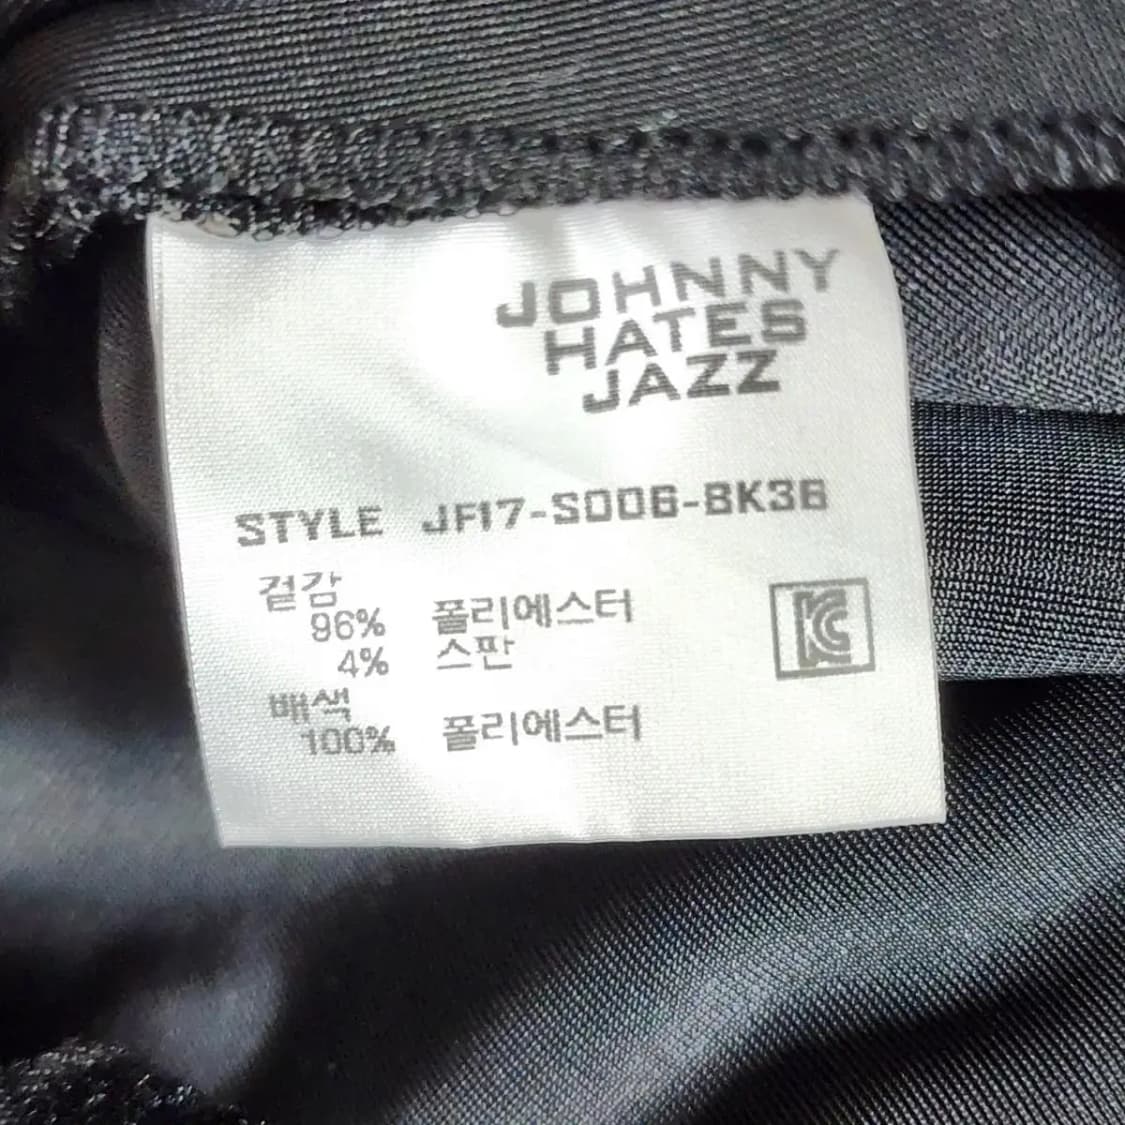 JOHNNY
HATES
JAZZ
STYLE JF17-S006-BK36
겉감
96% 폴리에스터
4% 스판
배색
100% 폴리에스터